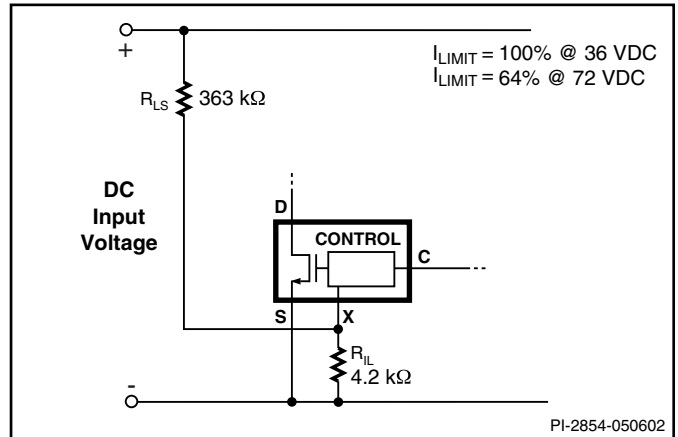 +
I_LIMIT = 100% @ 36 VDC
I_LIMIT = 64% @ 72 VDC
R_LS 363 kΩ
DC
Input
Voltage
D
CONTROL
C
S
X
R_IL
4.2 kΩ
-
PI-2854-050602